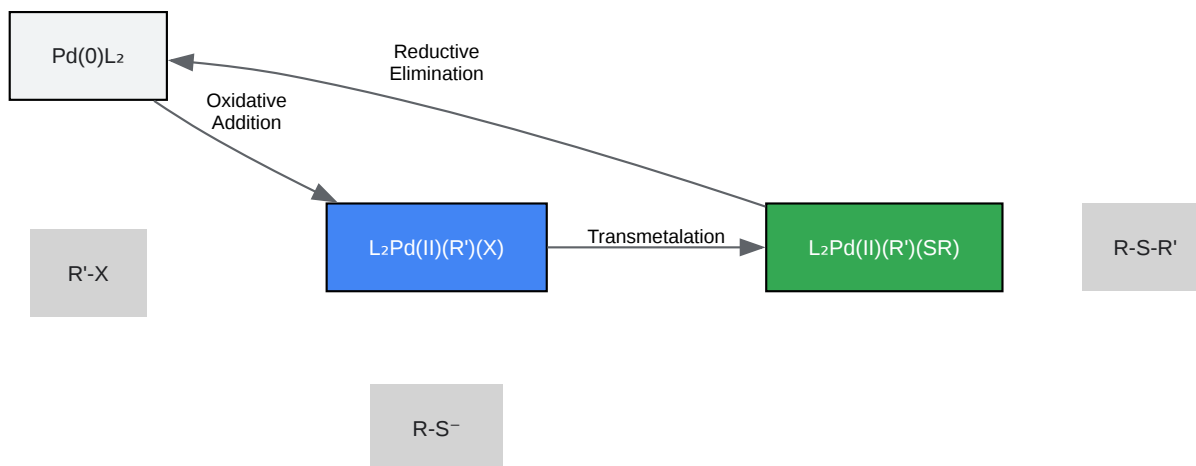 Pd(0)L₂
Reductive
Elimination
Oxidative
Addition
L₂Pd(II)(R')(X)
Transmetalation
L₂Pd(II)(R')(SR)
R-S-R'
R'-X
R-S⁻